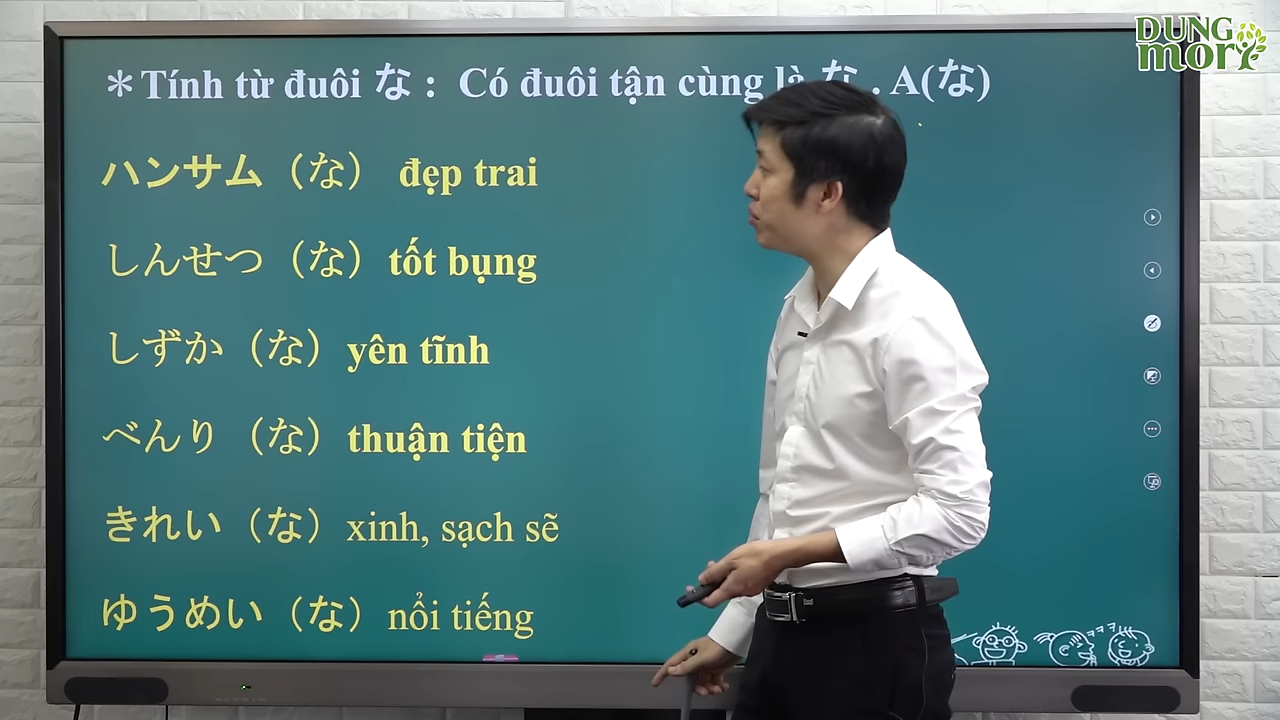 DUNG
mori
＊Tính từ đuôi な : Có đuôi tận cùng là な . A(な)
ハンサム（な） đẹp trai
しんせつ（な）tốt bụng
しずか（な）yên tĩnh
べんり（な）thuận tiện
きれい（な）xinh, sạch sẽ
ゆうめい（な）nổi tiếng